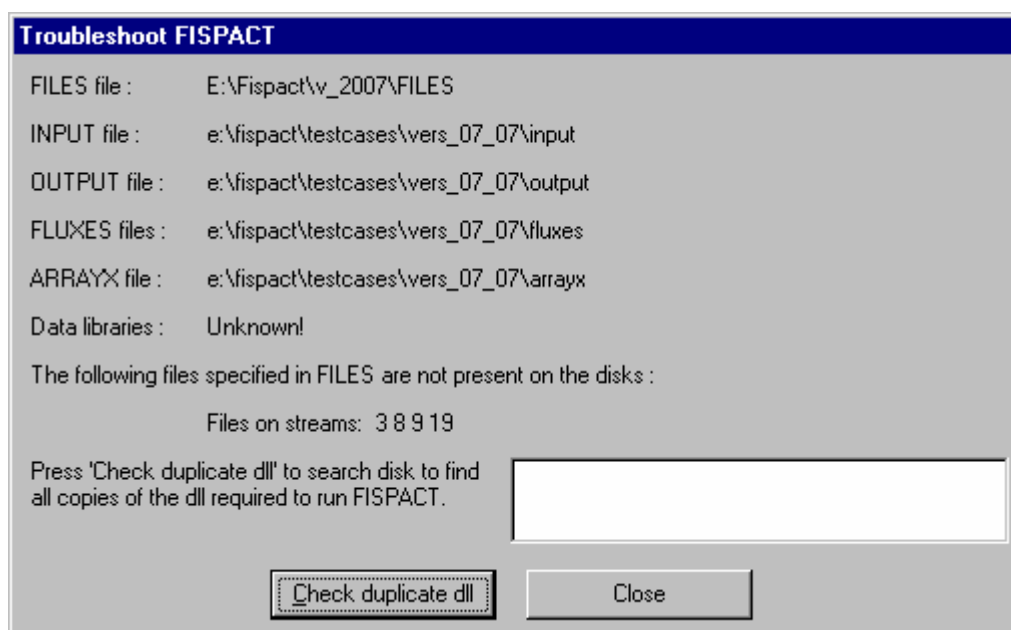 Troubleshoot FISPACT
FILES file : E:\Fispact\v_2007\FILES
INPUT file : e:\fispact\testcases\vers_07_07\input
OUTPUT file : e:\fispact\testcases\vers_07_07\output
FLUXES files : e:\fispact\testcases\vers_07_07\fluxes
ARRAYX file : e:\fispact\testcases\vers_07_07\arrayx
Data libraries : Unknown!
The following files specified in FILES are not present on the disks :
Files on streams: 3 8 9 19
Press 'Check duplicate dll' to search disk to find
all copies of the dll required to run FISPACT.
Check duplicate dll Close